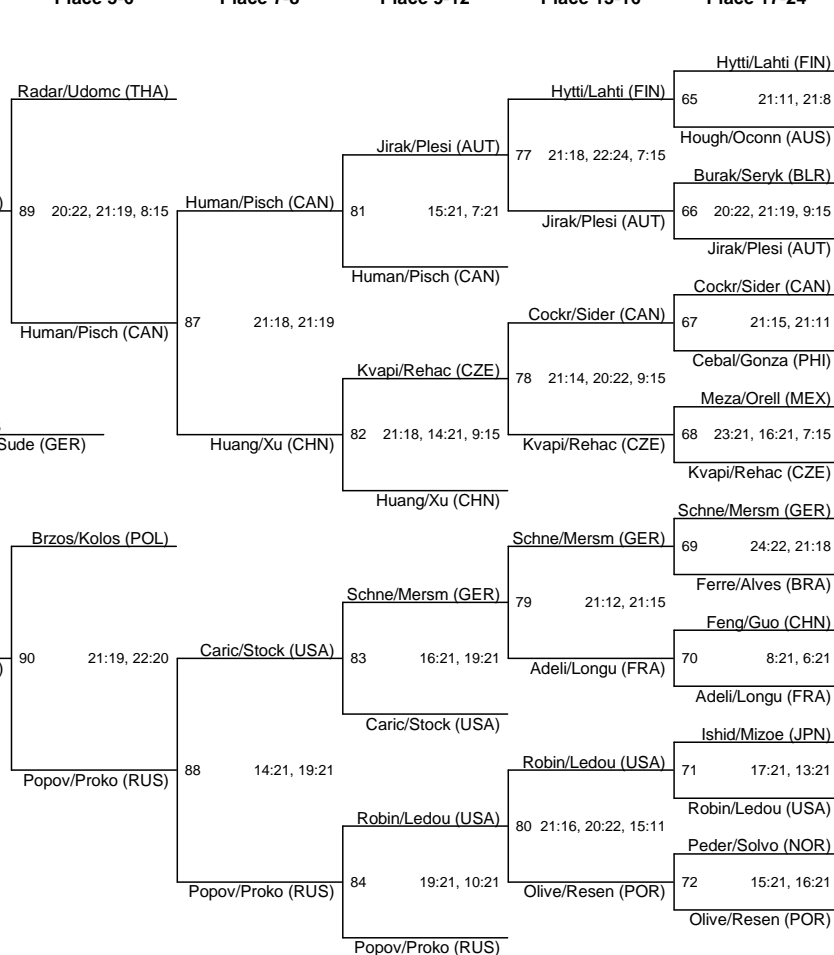 Place 5-6 Place 7-8 Place 9-12 Place 13-16 Place 17-24
Hytti/Lahti (FIN)
Radar/Udomc (THA) Hytti/Lahti (FIN) 65 21:11, 21:8
Hough/Oconn (AUS)
Jirak/Plesi (AUT) 77 21:18, 22:24, 7:15
Burak/Seryk (BLR)
) 89 20:22, 21:19, 8:15 Human/Pisch (CAN) 81 15:21, 7:21 Jirak/Plesi (AUT) 66 20:22, 21:19, 9:15
Jirak/Plesi (AUT)
Human/Pisch (CAN)
Cockr/Sider (CAN)
Human/Pisch (CAN) 87 21:18, 21:19 Cockr/Sider (CAN) 67 21:15, 21:11
Cebal/Gonza (PHI)
Kvapi/Rehac (CZE) 78 21:14, 20:22, 9:15
Meza/Orell (MEX)
Sude (GER) Huang/Xu (CHN) 82 21:18, 14:21, 9:15 Kvapi/Rehac (CZE) 68 23:21, 16:21, 7:15
Kvapi/Rehac (CZE)
Huang/Xu (CHN)
Schne/Mersm (GER)
Brzos/Kolos (POL) Schne/Mersm (GER) 69 24:22, 21:18
Ferre/Alves (BRA)
Schne/Mersm (GER) 79 21:12, 21:15
Feng/Guo (CHN)
) 90 21:19, 22:20 Caric/Stock (USA) 83 16:21, 19:21 Adeli/Longu (FRA) 70 8:21, 6:21
Adeli/Longu (FRA)
Caric/Stock (USA)
Ishid/Mizoe (JPN)
Popov/Proko (RUS) 88 14:21, 19:21 Robin/Ledou (USA) 71 17:21, 13:21
Robin/Ledou (USA)
Robin/Ledou (USA) 80 21:16, 20:22, 15:11
Peder/Solvo (NOR)
Popov/Proko (RUS) 84 19:21, 10:21 Olive/Resen (POR) 72 15:21, 16:21
Olive/Resen (POR)
Popov/Proko (RUS)